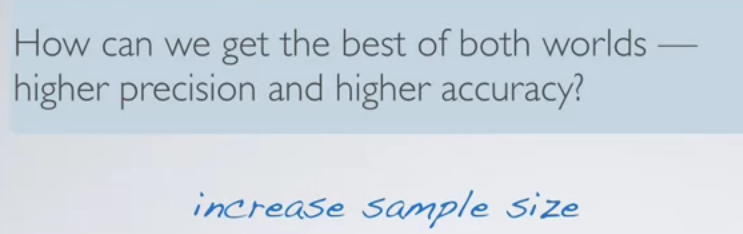 How can we get the best of both worlds —
higher precision and higher accuracy?
increase sample size